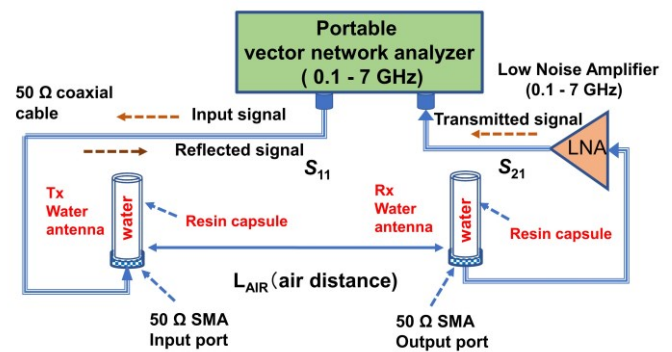 Portable
vector network analyzer
( 0.1 - 7 GHz)
Low Noise Amplifier
(0.1 - 7 GHz)
50 Ω coaxial
cable
Input signal
Transmitted signal
Reflected signal
LNA
S11
S21
Tx
Water
antenna
water
Resin capsule
Rx
Water
antenna
water
Resin capsule
LAIR(air distance)
50 Ω SMA
Input port
50 Ω SMA
Output port